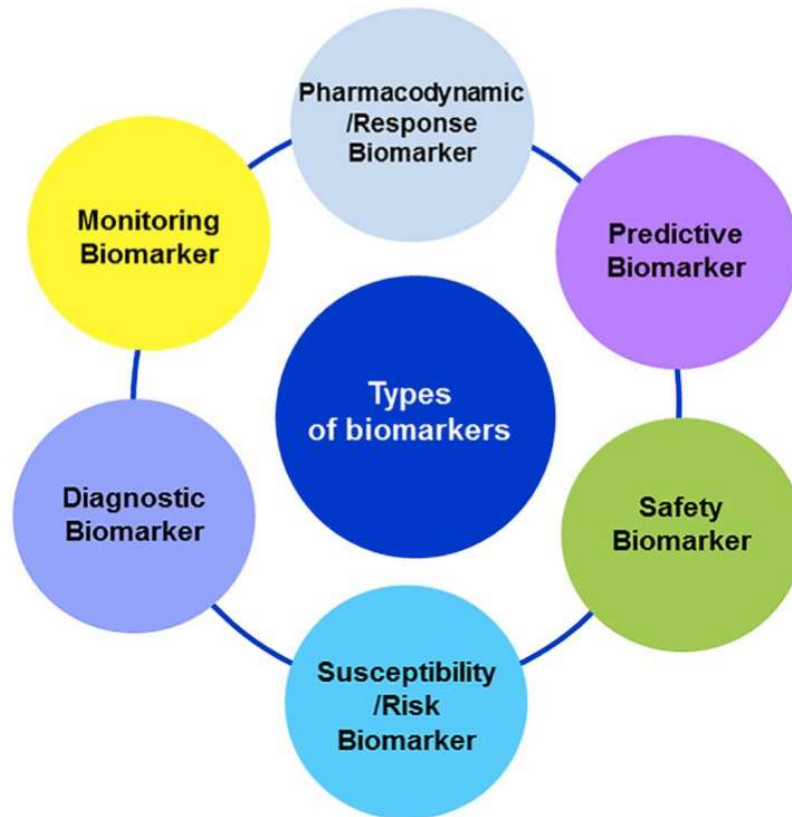 Pharmacodynamic
/Response
Biomarker
Predictive
Biomarker
Safety
Biomarker
Susceptibility
/Risk
Biomarker
Diagnostic
Biomarker
Monitoring
Biomarker
Types
of biomarkers